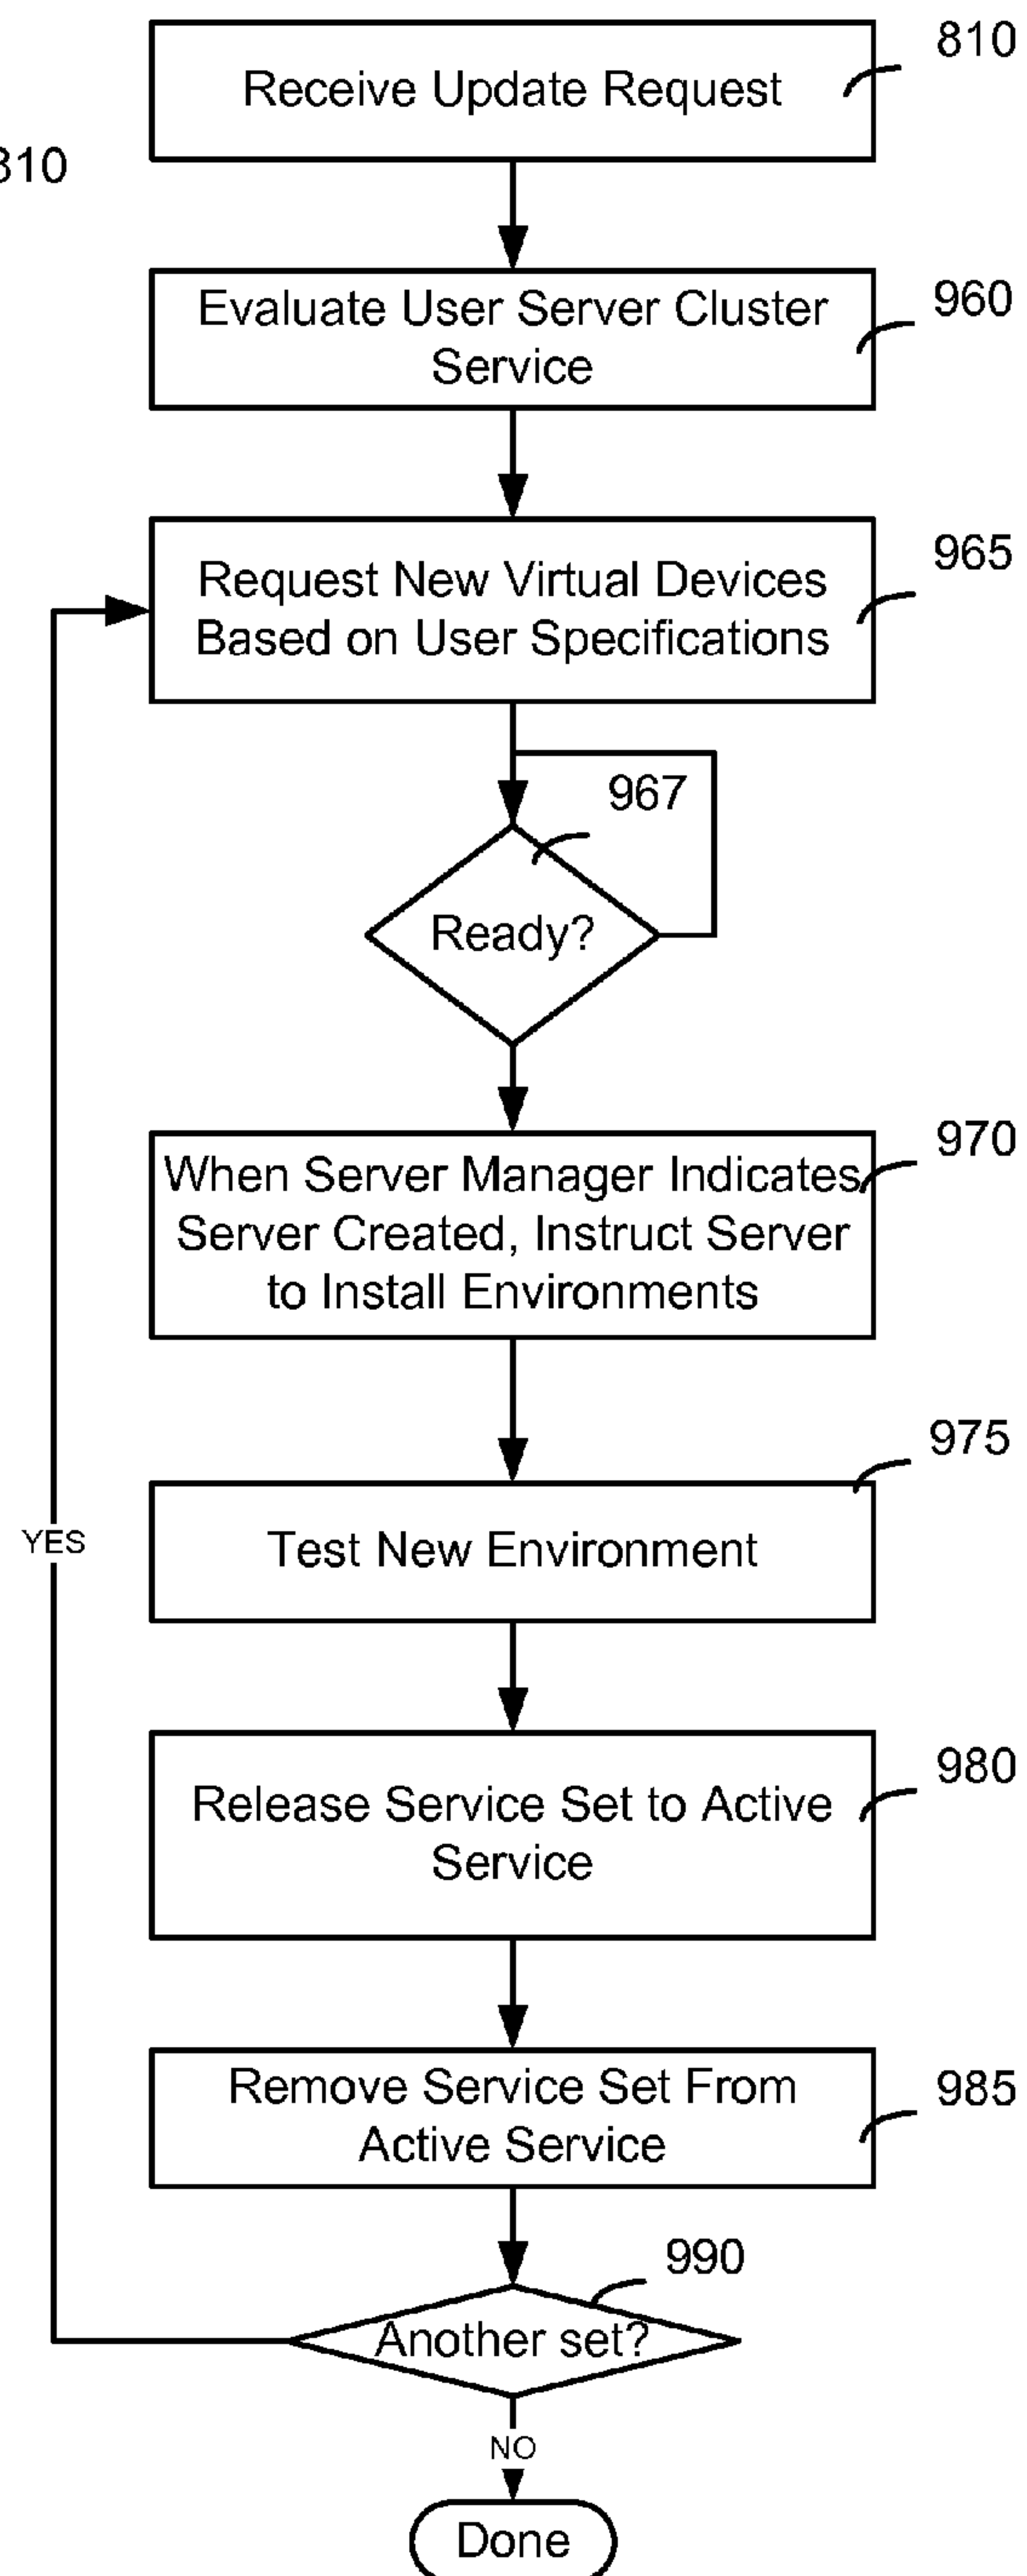 810
Receive Update Request
810
960
Evaluate User Server Cluster
Service
965
Request New Virtual Devices
Based on User Specifications
967
Ready?
970
When Server Manager Indicates
Server Created, Instruct Server
to Install Environments
975
Test New Environment
YES
980
Release Service Set to Active
Service
985
Remove Service Set From
Active Service
990
Another set?
NO
Done